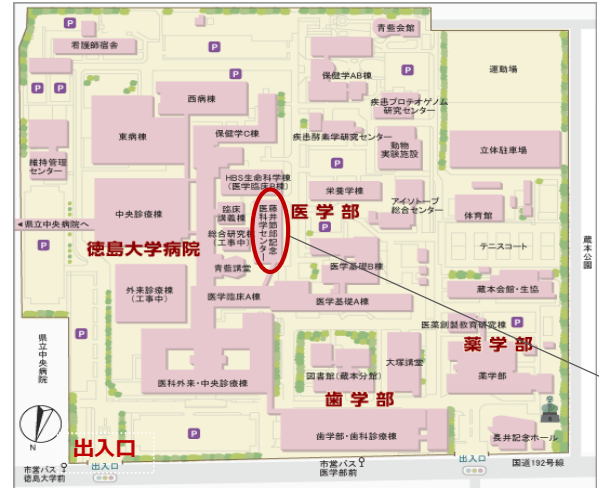 P
青藍会館
看護師宿舎
P
P
運動場
保健学AB棟
P
P
P
P
西病棟
疾患プロテオゲノム
研究センター
東病棟
保健学C棟
疾患酵素学研究センター
動物
実験施設
立体駐車場
維持管理
センター
P
HBS生命科学棟
(医学臨床B棟)
栄養学棟
中央診療棟
臨床
講義棟
藤井節郎記念
医科学センター
医学部
アイソトープ
総合センター
体育館
◀県立中央病院へ
P
総合研究棟
(工事中)
徳島大学病院
P
テニスコート
蔵本公園
青藍講堂
医学基礎B棟
外来診療棟
(工事中)
医学臨床A棟
医学基礎A棟
蔵本会館・生協
医薬創製教育研究棟
P
P
薬学部
県立中央病院
大塚講堂
図書館(蔵本分館)
薬学部
医科外来・中央診療棟
歯学部
N
P
歯学部・歯科診療棟
長井記念ホール
出入口
市営バス
徳島大学前
出入口
市営バス
医学部前
出入口
国道192号線